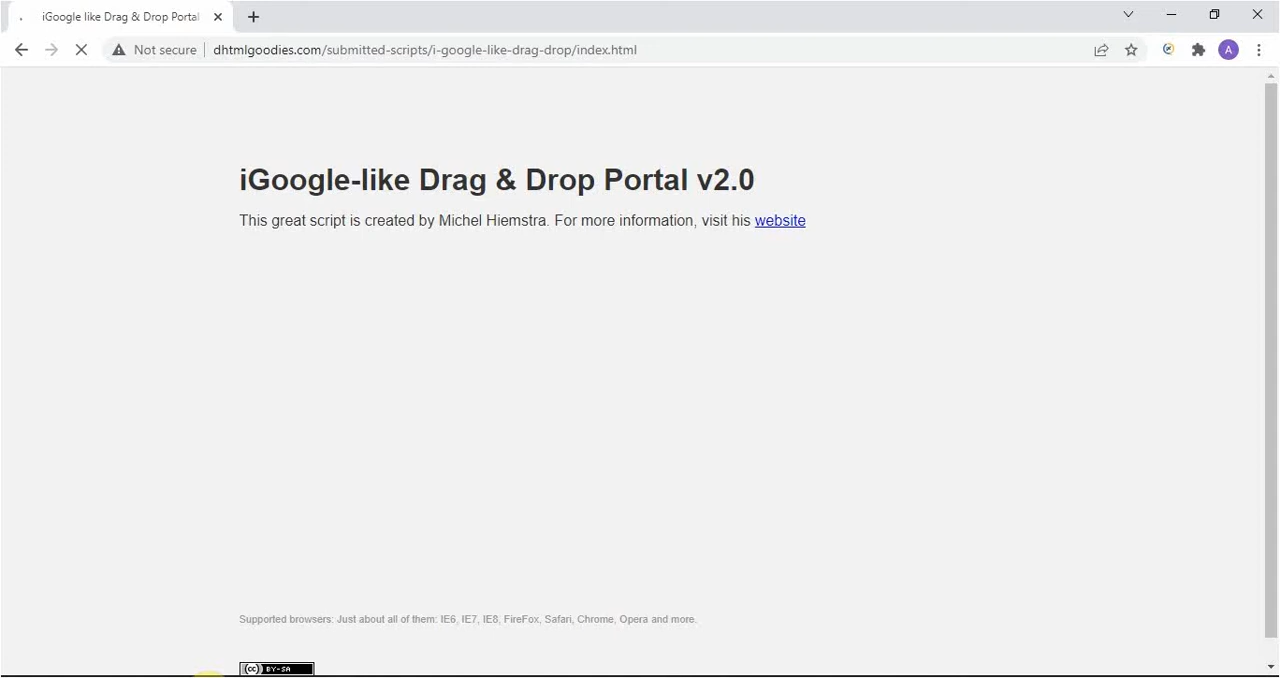 iGoogle like Drag & Drop Portal
Not secure
dhtmlgoodies.com/submitted-scripts/i-google-like-drag-drop/index.html
A
iGoogle-like Drag & Drop Portal v2.0
This great script is created by Michel Hiemstra. For more information, visit his website
Supported browsers: Just about all of them: IE6, IE7, IE8, FireFox, Safari, Chrome, Opera and more.
(cc) BY-SA